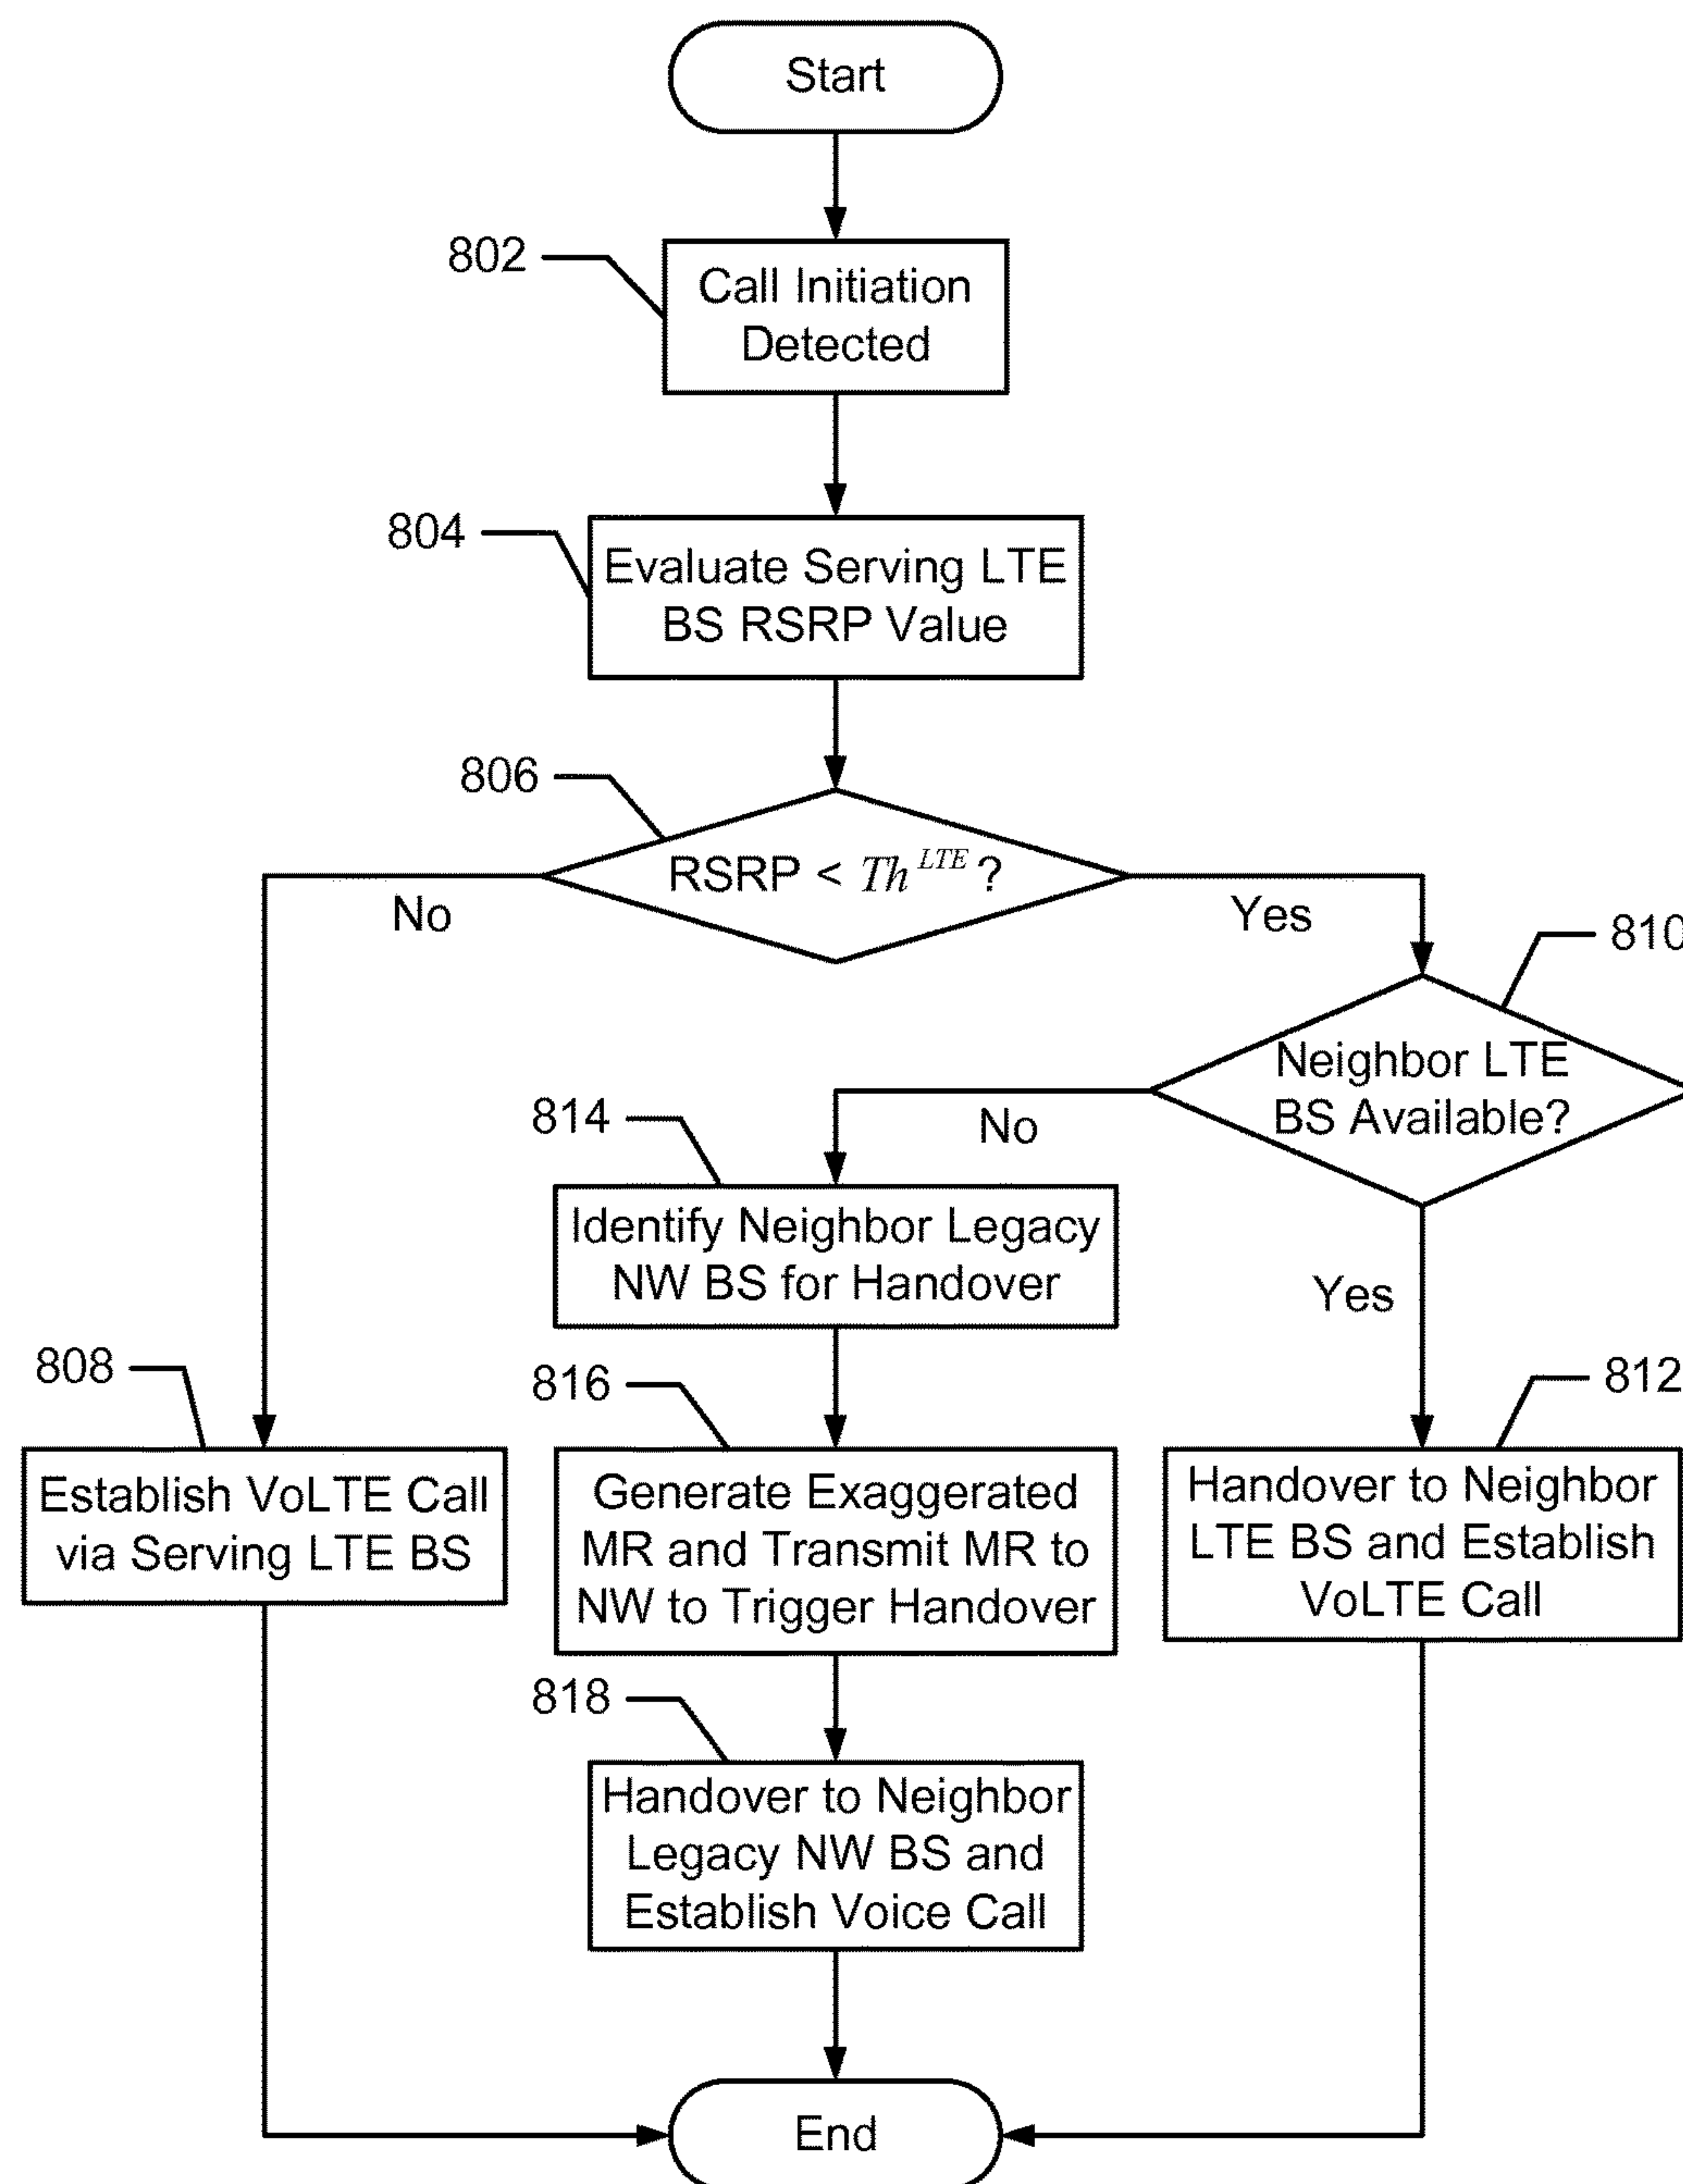 Start
802
Call Initiation
Detected
804
Evaluate Serving LTE
BS RSRP Value
806
RSRP < Th^LTE ?
No
Yes
810
Neighbor LTE
BS Available?
814
No
Identify Neighbor Legacy
NW BS for Handover
Yes
808
Establish VoLTE Call
via Serving LTE BS
816
Generate Exaggerated
MR and Transmit MR to
NW to Trigger Handover
812
Handover to Neighbor
LTE BS and Establish
VoLTE Call
818
Handover to Neighbor
Legacy NW BS and
Establish Voice Call
End